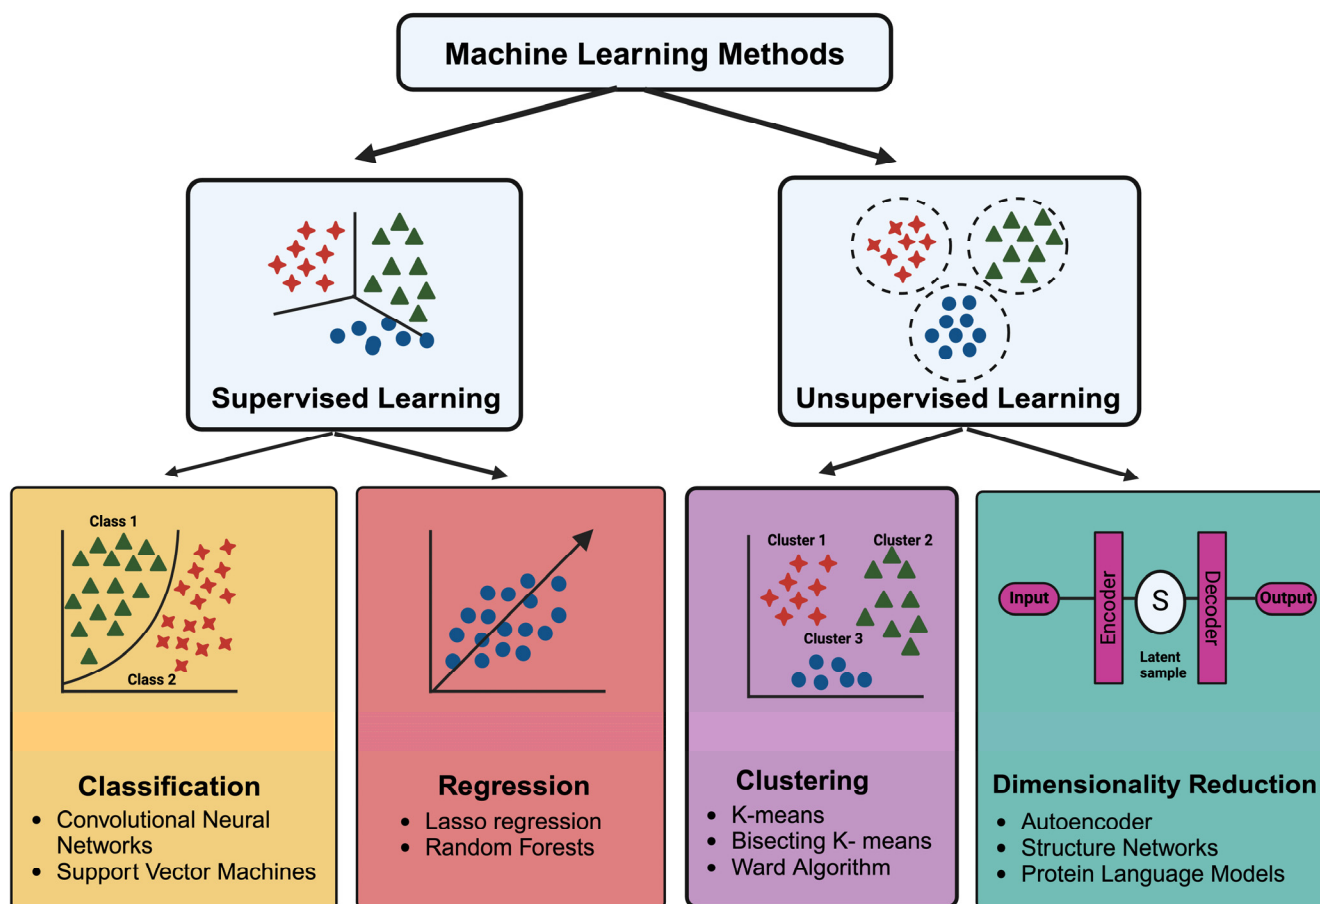 Machine Learning Methods
Supervised Learning
Unsupervised Learning
Class 1
Class 2
Classification
• Convolutional Neural
Networks
• Support Vector Machines
Regression
• Lasso regression
• Random Forests
Cluster 1
Cluster 2
Cluster 3
Clustering
• K-means
• Bisecting K- means
• Ward Algorithm
Input
Encoder
S
Latent
sample
Decoder
Output
Dimensionality Reduction
• Autoencoder
• Structure Networks
• Protein Language Models